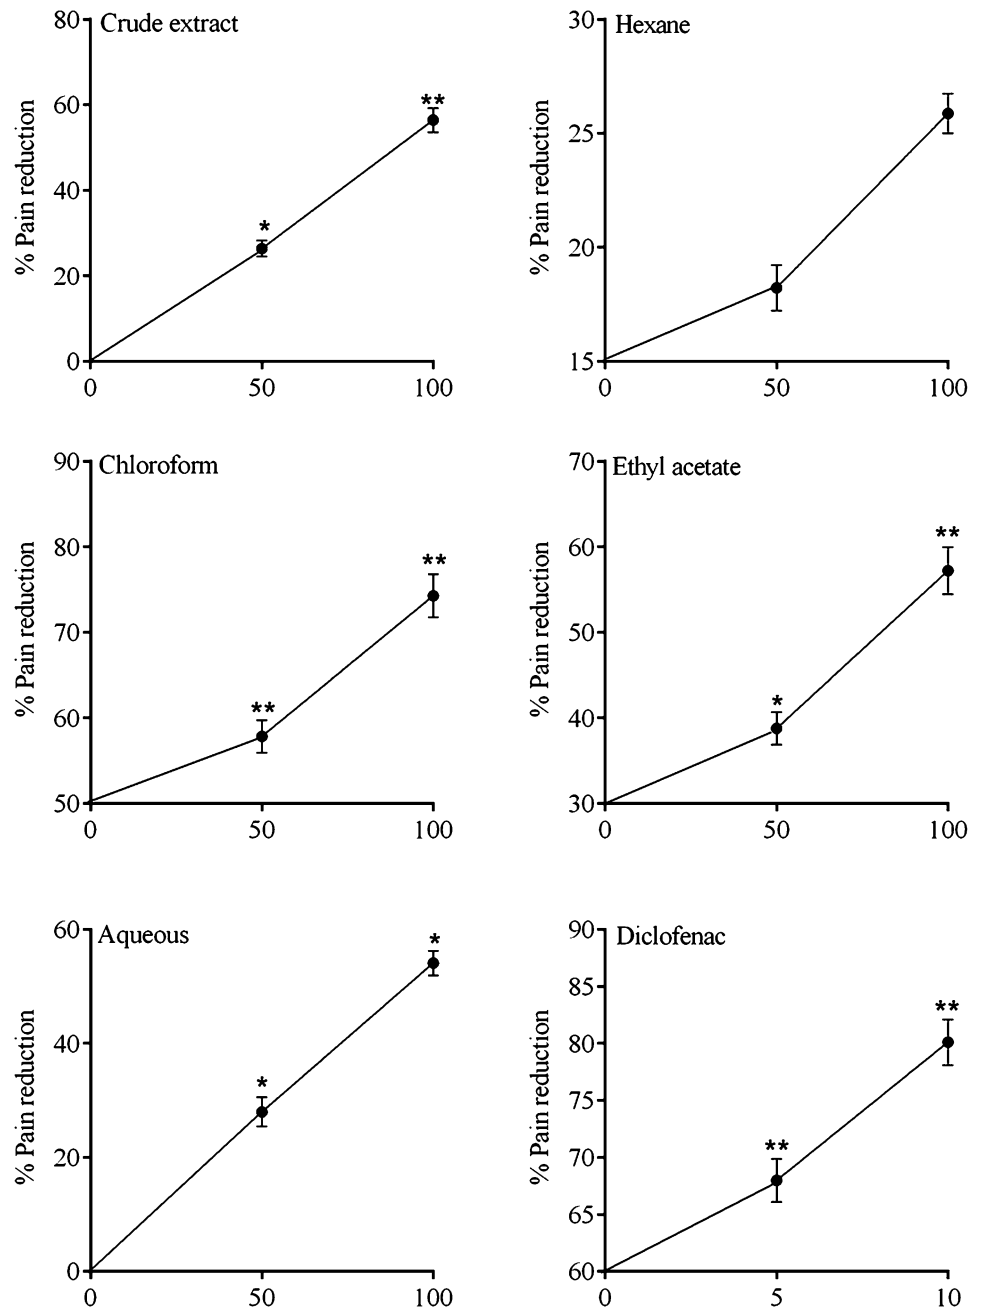 Crude extract
% Pain reduction
80
60
40
20
0
**
*
0 50 100
Hexane
% Pain reduction
30
25
20
15
0 50 100
Chloroform
% Pain reduction
90
80
70
60
50
**
**
0 50 100
Ethyl acetate
% Pain reduction
70
60
50
40
30
**
*
0 50 100
Aqueous
% Pain reduction
60
40
20
0
*
*
0 50 100
Diclofenac
% Pain reduction
90
85
80
75
70
65
60
**
**
0 5 10